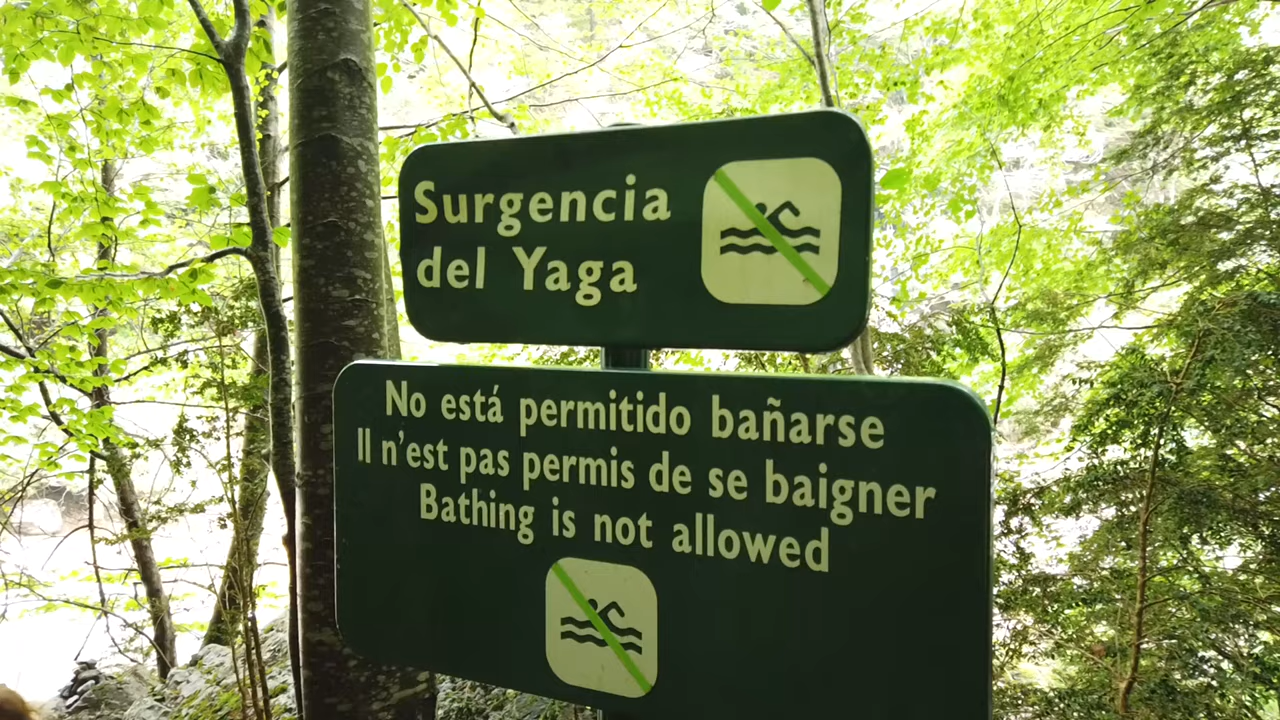 Surgencia
del Yaga
No está permitido bañarse
Il n'est pas permis de se baigner
Bathing is not allowed